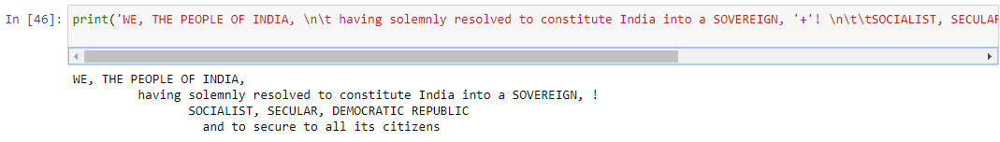 In [46]: print('WE, THE PEOPLE OF INDIA, \n\t having solemnly resolved to constitute India into a SOVEREIGN, '+'! \n\t\tSOCIALIST, SECULAR
WE, THE PEOPLE OF INDIA,
having solemnly resolved to constitute India into a SOVEREIGN, !
SOCIALIST, SECULAR, DEMOCRATIC REPUBLIC
and to secure to all its citizens